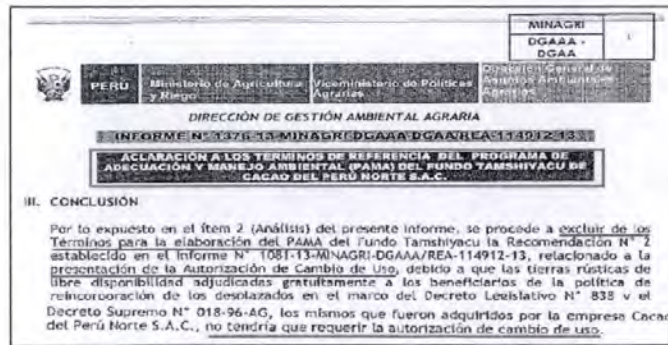 MINAGRI
DGAAA -
DGAA
PERÚ
Ministerio de Agricultura
y Riego
Viceministerio de Políticas
Agrarias
Dirección General de
Asuntos Ambientales
Agrarios
DIRECCIÓN DE GESTIÓN AMBIENTAL AGRARIA
INFORME N° 1376-13-MINAGRI-DGAAA-DGAA/REA-114912-13
ACLARACIÓN A LOS TERMINOS DE REFERENCIA DEL PROGRAMA DE
ADECUACIÓN Y MANEJO AMBIENTAL (PAMA) DEL FUNDO TAMSHIYACU DE
CACAO DEL PERÚ NORTE S.A.C.
III. CONCLUSIÓN
Por lo expuesto en el ítem 2 (Análisis) del presente informe, se procede a excluir de los
Términos para la elaboración del PAMA del Fundo Tamshiyacu la Recomendación N° 2
establecido en el Informe N° 1081-13-MINAGRI-DGAA/REA-114912-13, relacionado a la
presentación de la Autorización de Cambio de Uso, debido a que las tierras rústicas de
libre disponibilidad adjudicadas gratuitamente a los beneficiarios de la política de
reincorporación de los desplazados en el marco del Decreto Legislativo N° 838 y el
Decreto Supremo N° 018-96-AG, los mismos que fueron adquiridos por la empresa Cacao
del Perú Norte S.A.C., no tendría que requerir la autorización de cambio de uso.